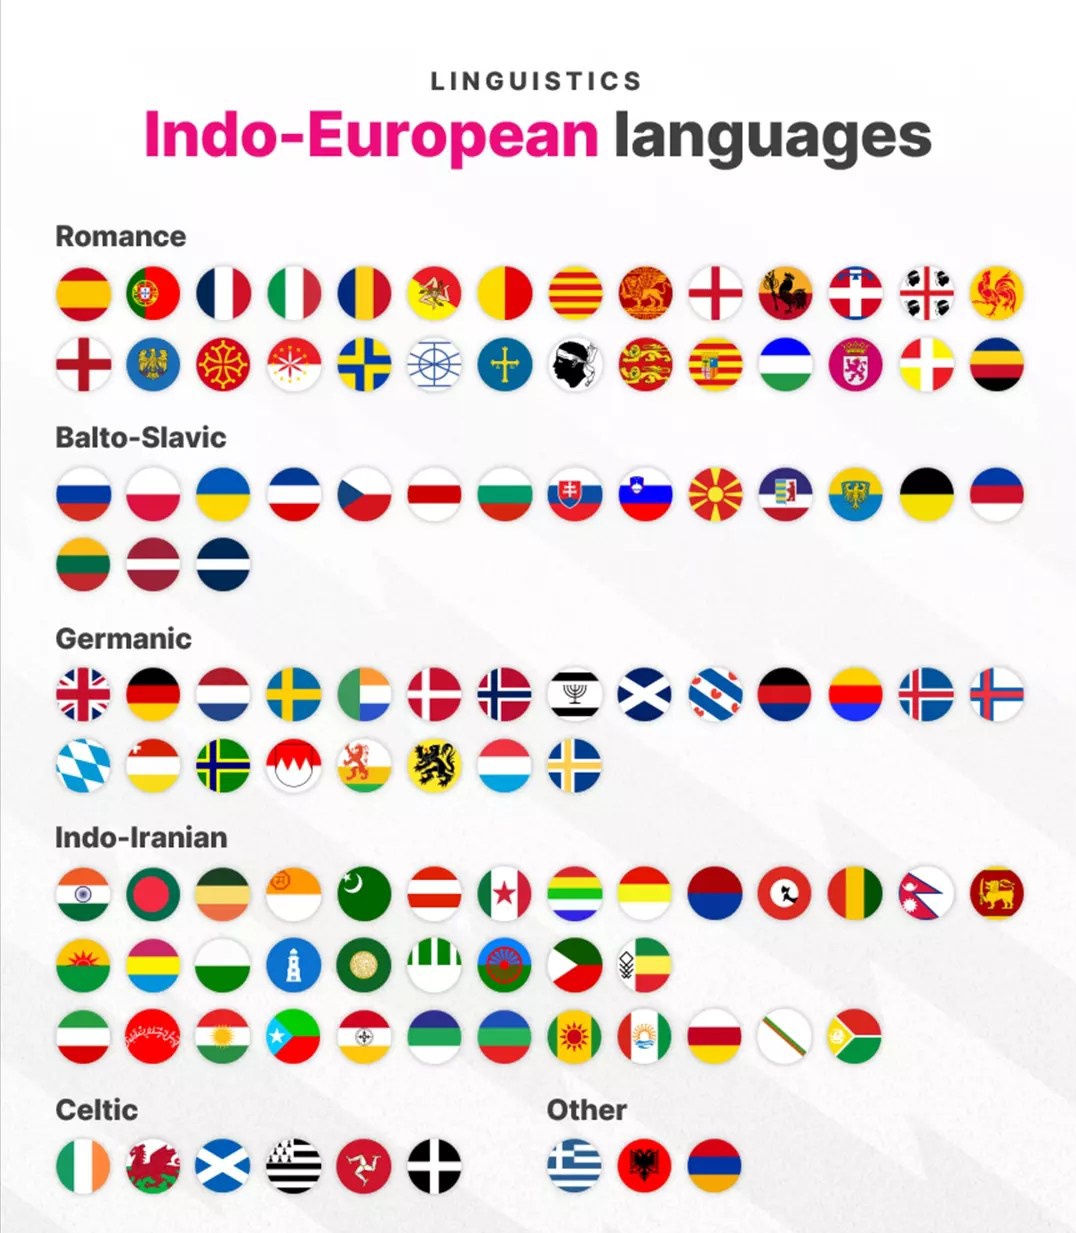 LINGUISTICS
Indo-European languages
Romance
Balto-Slavic
Germanic
Indo-Iranian
Celtic
Other